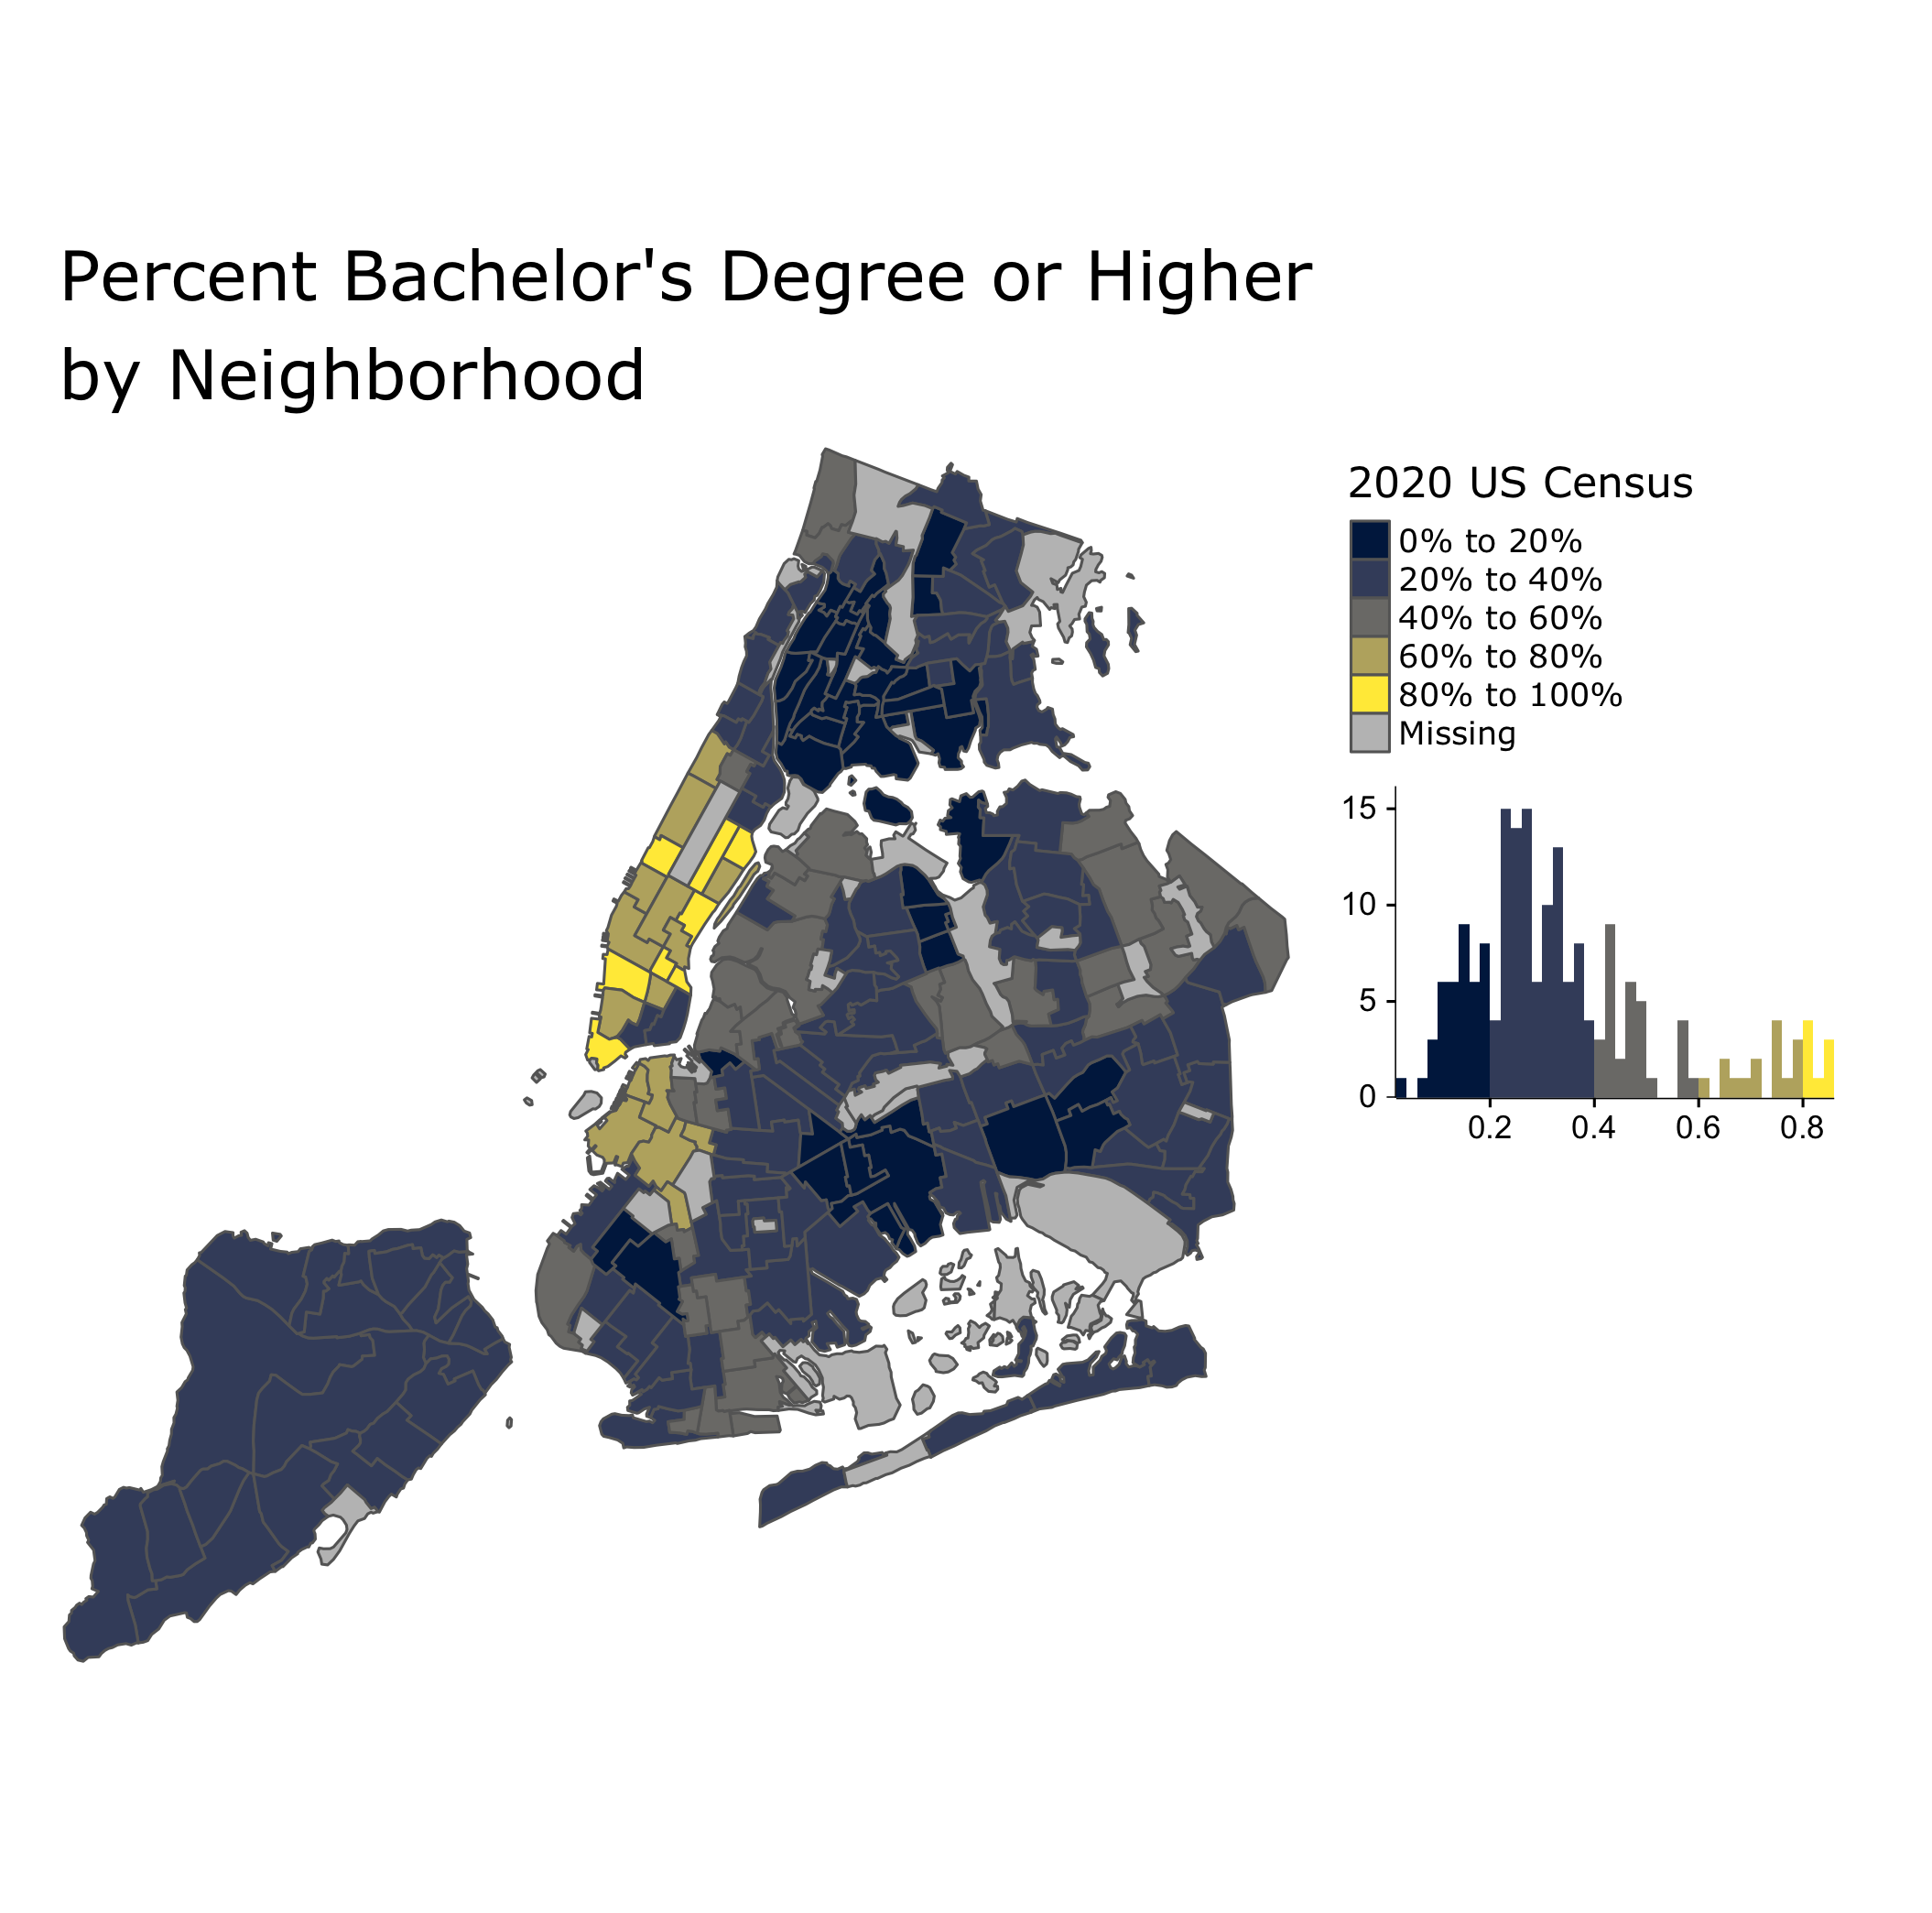 Percent Bachelor's Degree or Higher
by Neighborhood
2020 US Census
0% to 20%
20% to 40%
40% to 60%
60% to 80%
80% to 100%
Missing
15
10
5
0
0.2 0.4 0.6 0.8